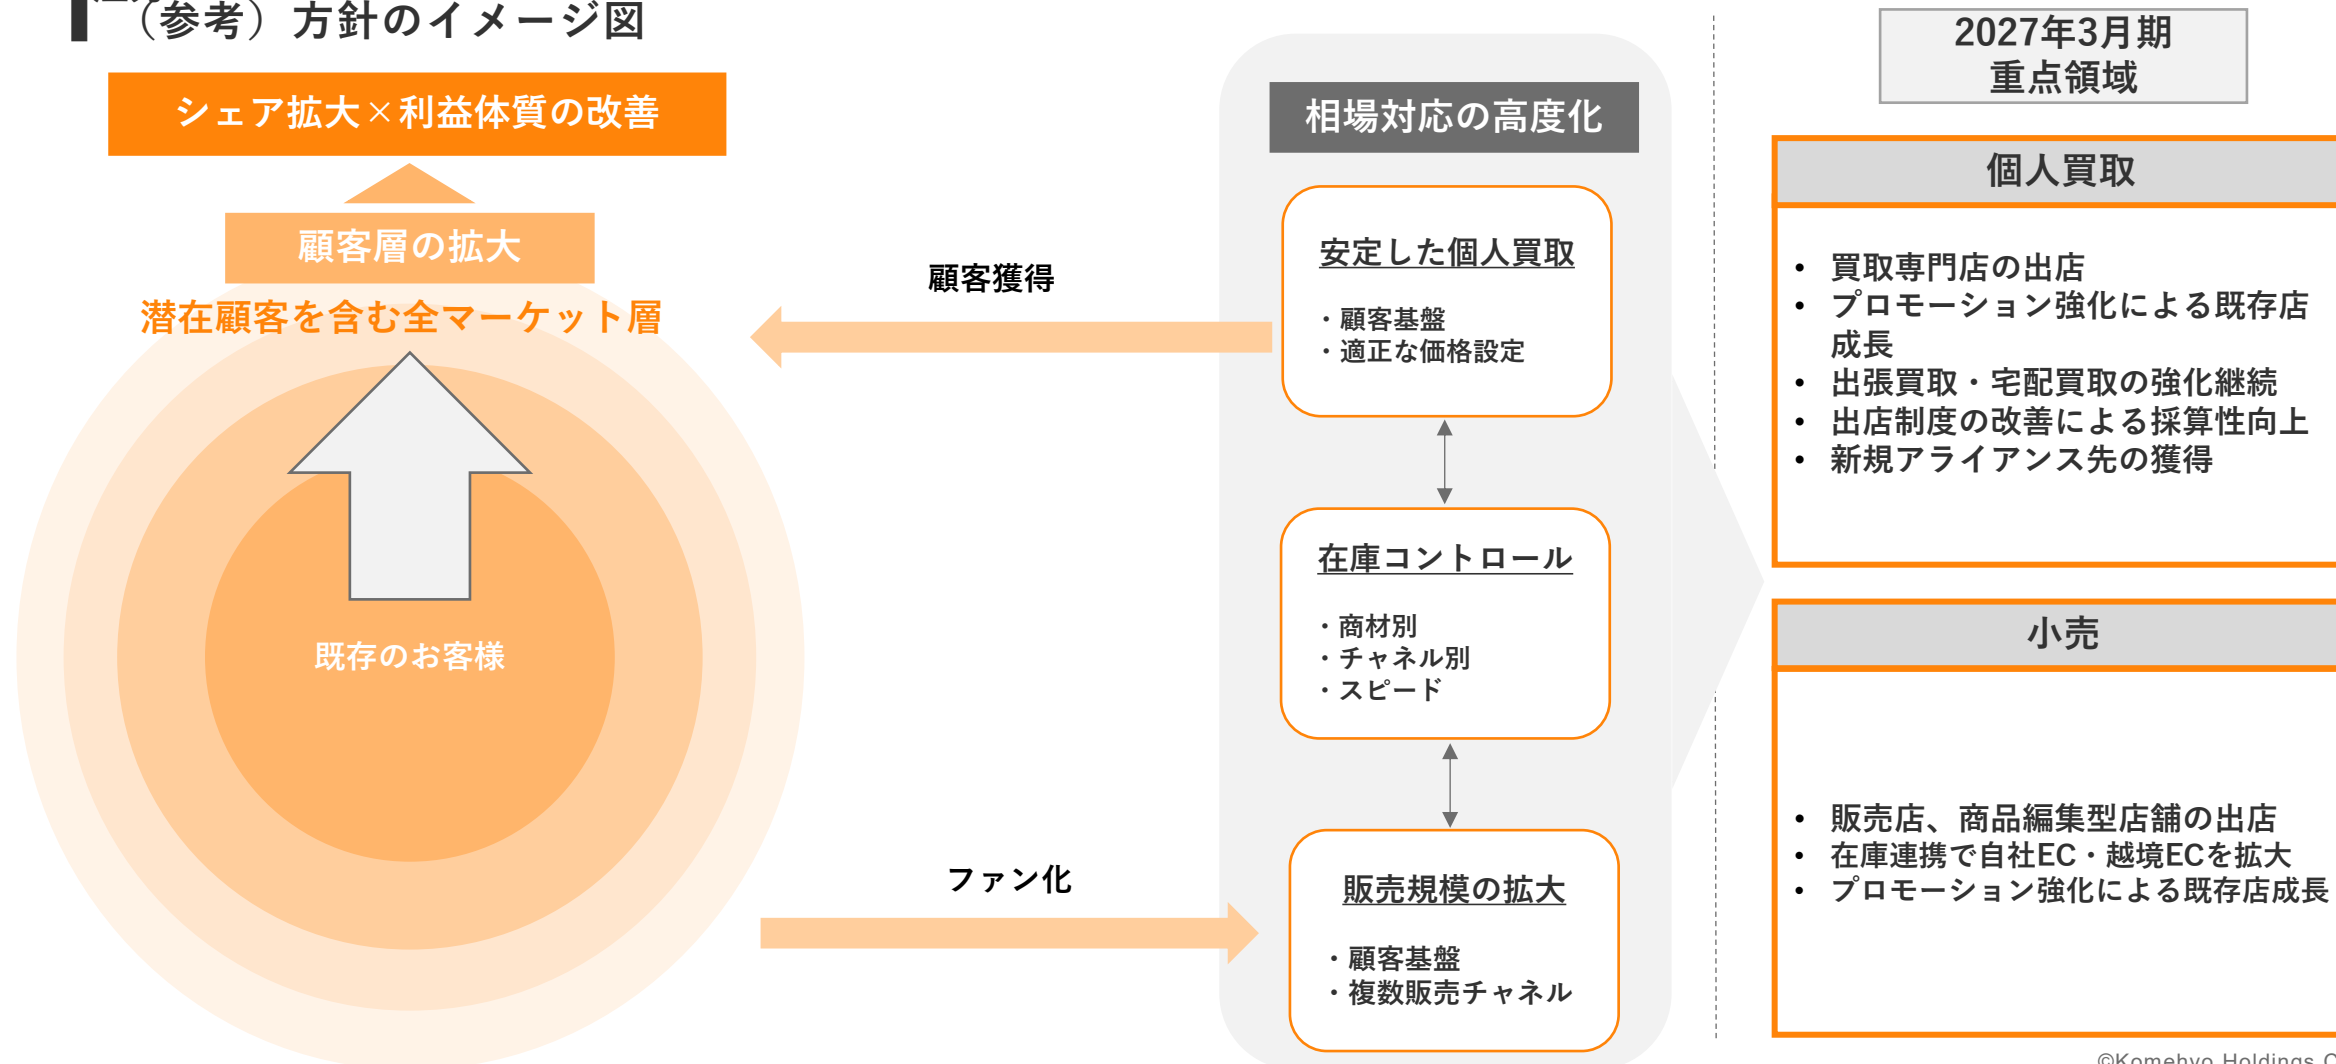 （参考）方針のイメージ図
シェア拡大×利益体質の改善
顧客層の拡大
潜在顧客を含む全マーケット層
既存のお客様
顧客獲得
ファン化
相場対応の高度化
安定した個人買取
・顧客基盤
・適正な価格設定
在庫コントロール
・商材別
・チャネル別
・スピード
販売規模の拡大
・顧客基盤
・複数販売チャネル
2027年3月期
重点領域
個人買取
• 買取専門店の出店
• プロモーション強化による既存店
成長
• 出張買取・宅配買取の強化継続
• 出店制度の改善による採算性向上
• 新規アライアンス先の獲得
小売
• 販売店、商品編集型店舗の出店
• 在庫連携で自社EC・越境ECを拡大
• プロモーション強化による既存店成長
©Komehyo Holdings